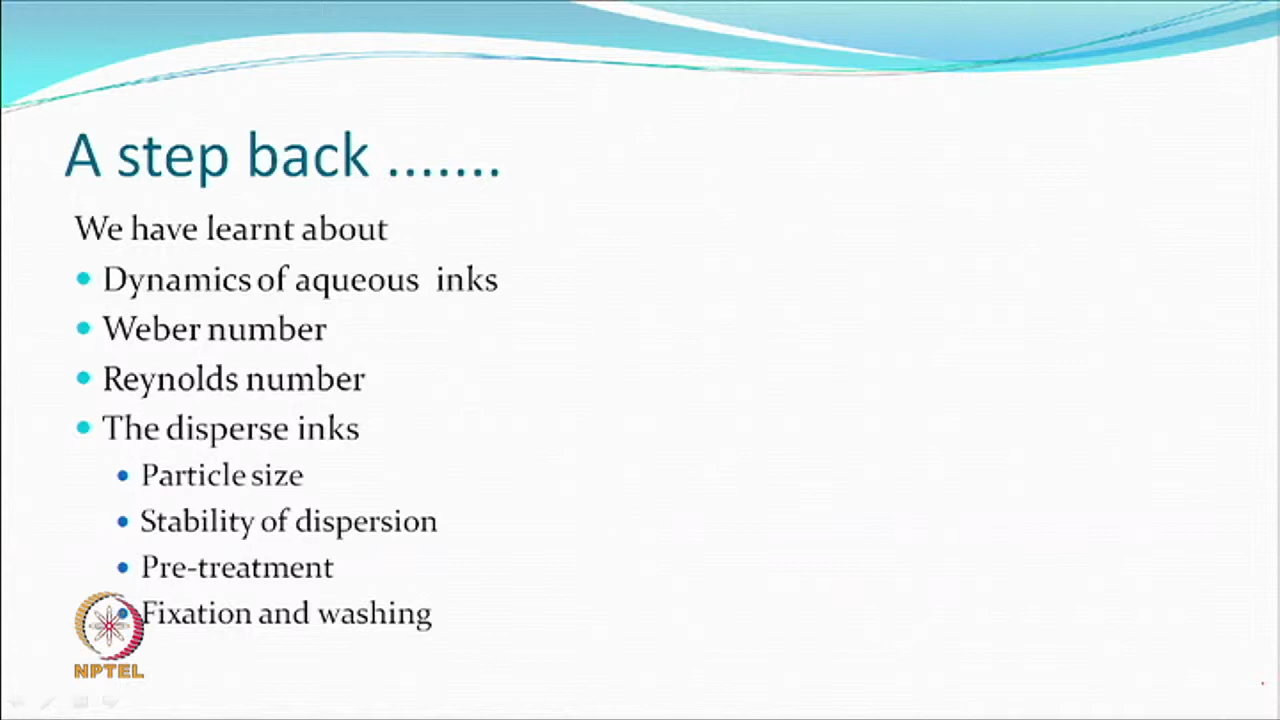 A step back .......
We have learnt about
Dynamics of aqueous inks
Weber number
Reynolds number
The disperse inks
Particle size
Stability of dispersion
Pre-treatment
Fixation and washing
NPTEL